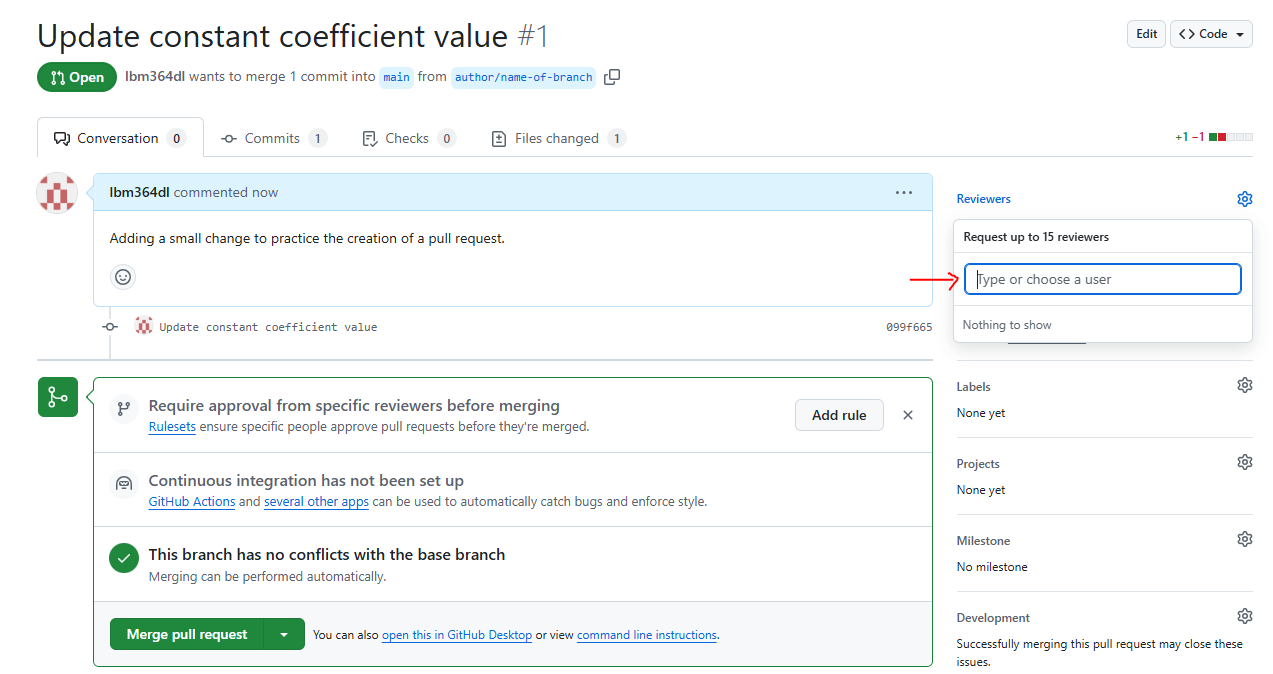 Update constant coefficient value #1
Edit
Code
Open
lbm364dl wants to merge 1 commit into main from author/name-of-branch
Conversation 0
Commits 1
Checks 0
Files changed 1
+1 −1
lbm364dl commented now
Adding a small change to practice the creation of a pull request.
Update constant coefficient value
099f665
Require approval from specific reviewers before merging
Rulesets ensure specific people approve pull requests before they're merged.
Add rule
Continuous integration has not been set up
GitHub Actions and several other apps can be used to automatically catch bugs and enforce style.
This branch has no conflicts with the base branch
Merging can be performed automatically.
Merge pull request
You can also open this in GitHub Desktop or view command line instructions.
Reviewers
Request up to 15 reviewers
Type or choose a user
Nothing to show
Labels
None yet
Projects
None yet
Milestone
No milestone
Development
Successfully merging this pull request may close these
issues.